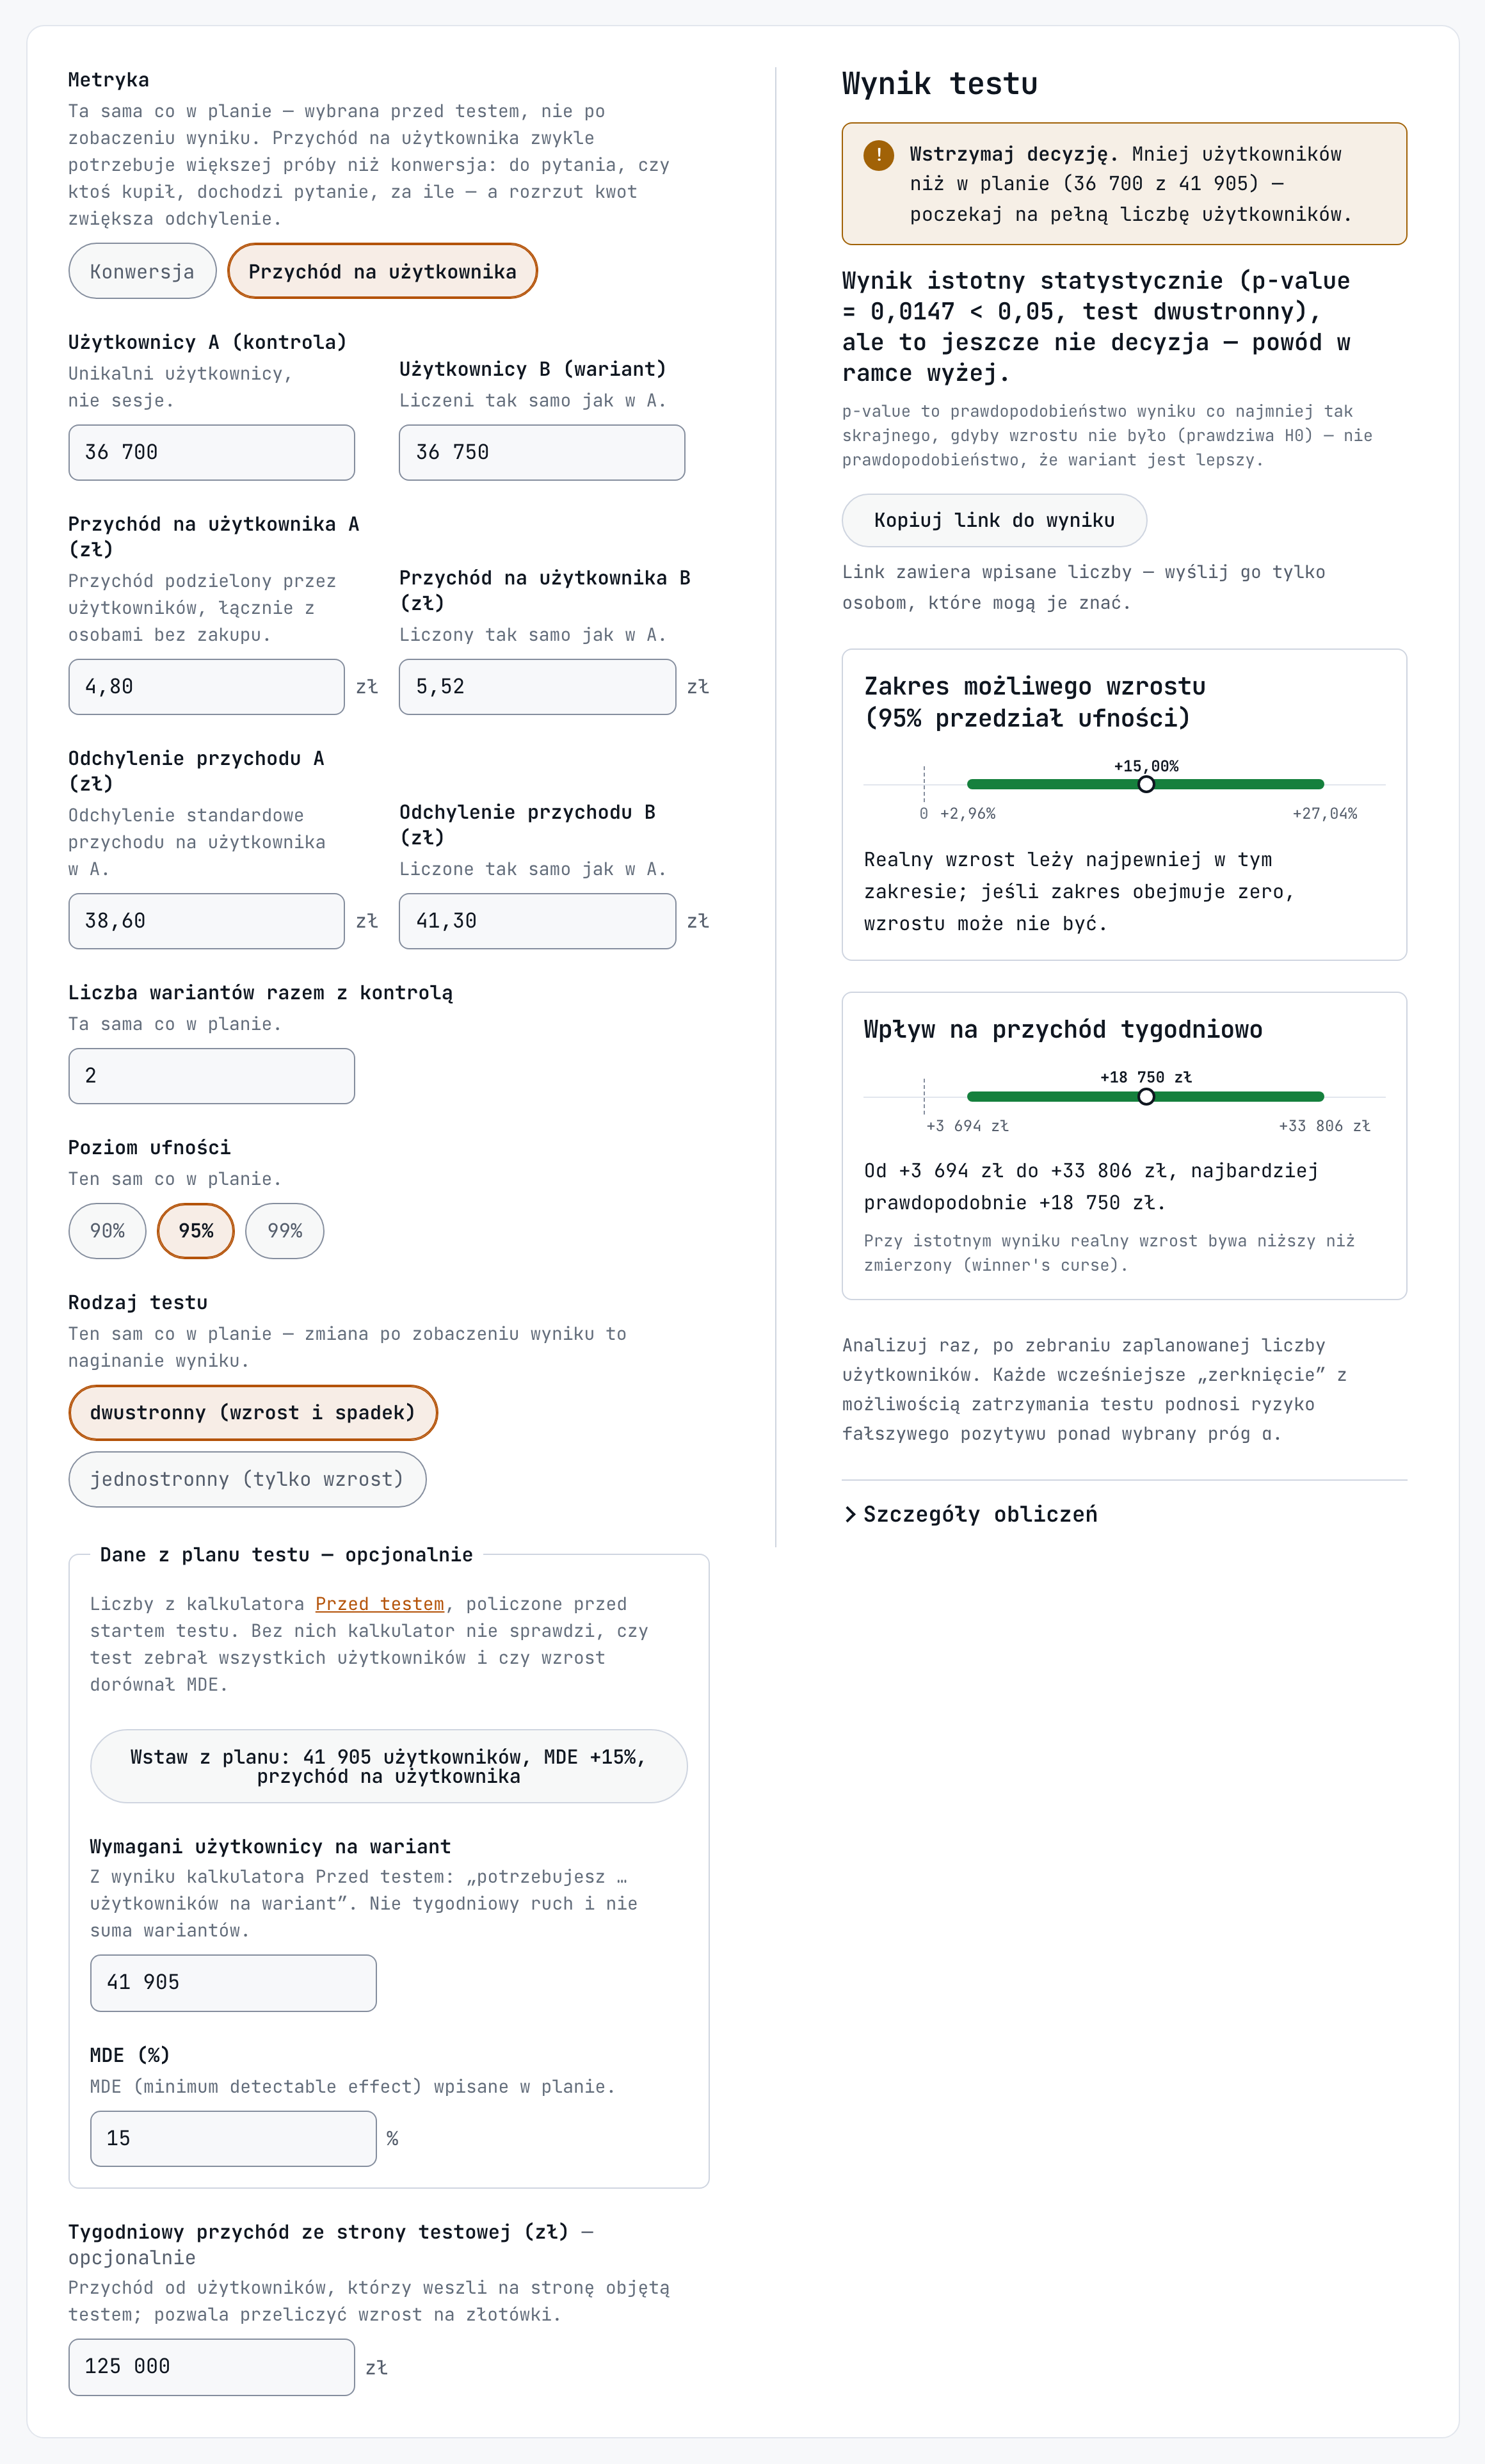 Metryka
Ta sama co w planie — wybrana przed testem, nie po
zobaczeniu wyniku. Przychód na użytkownika zwykle
potrzebuje większej próby niż konwersja: do pytania, czy
ktoś kupił, dochodzi pytanie, za ile — a rozrzut kwot
zwiększa odchylenie.
Konwersja
Przychód na użytkownika
Użytkownicy A (kontrola)
Unikalni użytkownicy,
nie sesje.
36 700
Użytkownicy B (wariant)
Liczeni tak samo jak w A.
36 750
Przychód na użytkownika A
(zł)
Przychód podzielony przez
użytkowników, łącznie z
osobami bez zakupu.
4,80 zł
Przychód na użytkownika B
(zł)
Liczony tak samo jak w A.
5,52 zł
Odchylenie przychodu A
(zł)
Odchylenie standardowe
przychodu na użytkownika
w A.
38,60 zł
Odchylenie przychodu B
(zł)
Liczone tak samo jak w A.
41,30 zł
Liczba wariantów razem z kontrolą
Ta sama co w planie.
2
Poziom ufności
Ten sam co w planie.
90% 95% 99%
Rodzaj testu
Ten sam co w planie — zmiana po zobaczeniu wyniku to
naginanie wyniku.
dwustronny (wzrost i spadek)
jednostronny (tylko wzrost)
Dane z planu testu — opcjonalnie
Liczby z kalkulatora Przed testem, policzone przed
startem testu. Bez nich kalkulator nie sprawdzi, czy
test zebrał wszystkich użytkowników i czy wzrost
dorównał MDE.
Wstaw z planu: 41 905 użytkowników, MDE +15%,
przychód na użytkownika
Wymagani użytkownicy na wariant
Z wyniku kalkulatora Przed testem: „potrzebujesz …
użytkowników na wariant”. Nie tygodniowy ruch i nie
suma wariantów.
41 905
MDE (%)
MDE (minimum detectable effect) wpisane w planie.
15 %
Tygodniowy przychód ze strony testowej (zł) —
opcjonalnie
Przychód od użytkowników, którzy weszli na stronę objętą
testem; pozwala przeliczyć wzrost na złotówki.
125 000 zł
Wynik testu
! Wstrzymaj decyzję. Mniej użytkowników
niż w planie (36 700 z 41 905) —
poczekaj na pełną liczbę użytkowników.
Wynik istotny statystycznie (p-value
= 0,0147 < 0,05, test dwustronny),
ale to jeszcze nie decyzja — powód w
ramce wyżej.
p-value to prawdopodobieństwo wyniku co najmniej tak
skrajnego, gdyby wzrostu nie było (prawdziwa H0) — nie
prawdopodobieństwo, że wariant jest lepszy.
Kopiuj link do wyniku
Link zawiera wpisane liczby — wyślij go tylko
osobom, które mogą je znać.
Zakres możliwego wzrostu
(95% przedział ufności)
+15,00%
0 +2,96% +27,04%
Realny wzrost leży najpewniej w tym
zakresie; jeśli zakres obejmuje zero,
wzrostu może nie być.
Wpływ na przychód tygodniowo
+18 750 zł
+3 694 zł +33 806 zł
Od +3 694 zł do +33 806 zł, najbardziej
prawdopodobnie +18 750 zł.
Przy istotnym wyniku realny wzrost bywa niższy niż
zmierzony (winner's curse).
Analizuj raz, po zebraniu zaplanowanej liczby
użytkowników. Każde wcześniejsze „zerknięcie” z
możliwością zatrzymania testu podnosi ryzyko
fałszywego pozytywu ponad wybrany próg α.
Szczegóły obliczeń